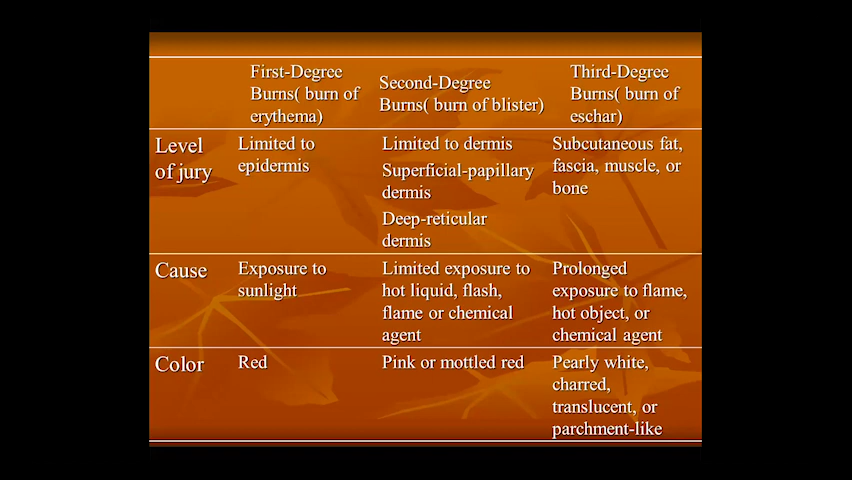 First-Degree
Burns( burn of
erythema)
Second-Degree
Burns( burn of blister)
Third-Degree
Burns( burn of
eschar)
Level
of jury
Limited to
epidermis
Limited to dermis
Superficial-papillary
dermis
Deep-reticular
dermis
Subcutaneous fat,
fascia, muscle, or
bone
Cause
Exposure to
sunlight
Limited exposure to
hot liquid, flash,
flame or chemical
agent
Prolonged
exposure to flame,
hot object, or
chemical agent
Color
Red
Pink or mottled red
Pearly white,
charred,
translucent, or
parchment-like